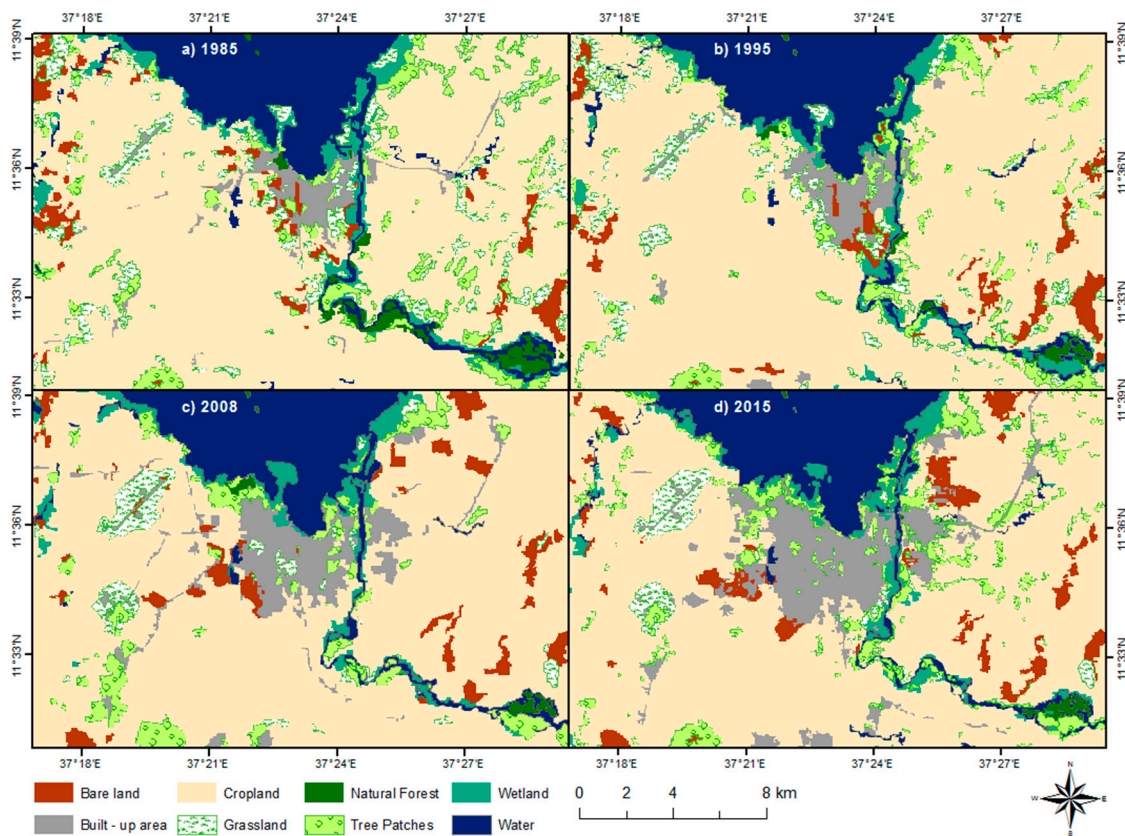 37°18'E 37°21'E 37°24'E 37°27'E 37°18'E 37°21'E 37°24'E 37°27'E
11°39'N a) 1985 b) 1995 11°39'N
11°36'N 11°36'N
11°33'N 11°33'N
11°39'N c) 2008 d) 2015 11°39'N
11°36'N 11°36'N
11°33'N 11°33'N
37°18'E 37°21'E 37°24'E 37°27'E 37°18'E 37°21'E 37°24'E 37°27'E
Bare land Cropland Natural Forest Wetland 0 2 4 8 km N
Built - up area Grassland Tree Patches Water W E
S